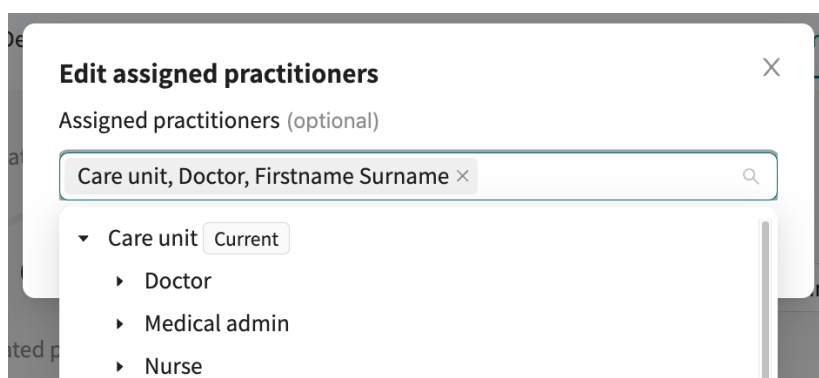 Edit assigned practitioners
Assigned practitioners (optional)
Care unit, Doctor, Firstname Surname
Care unit Current
Doctor
Medical admin
Nurse